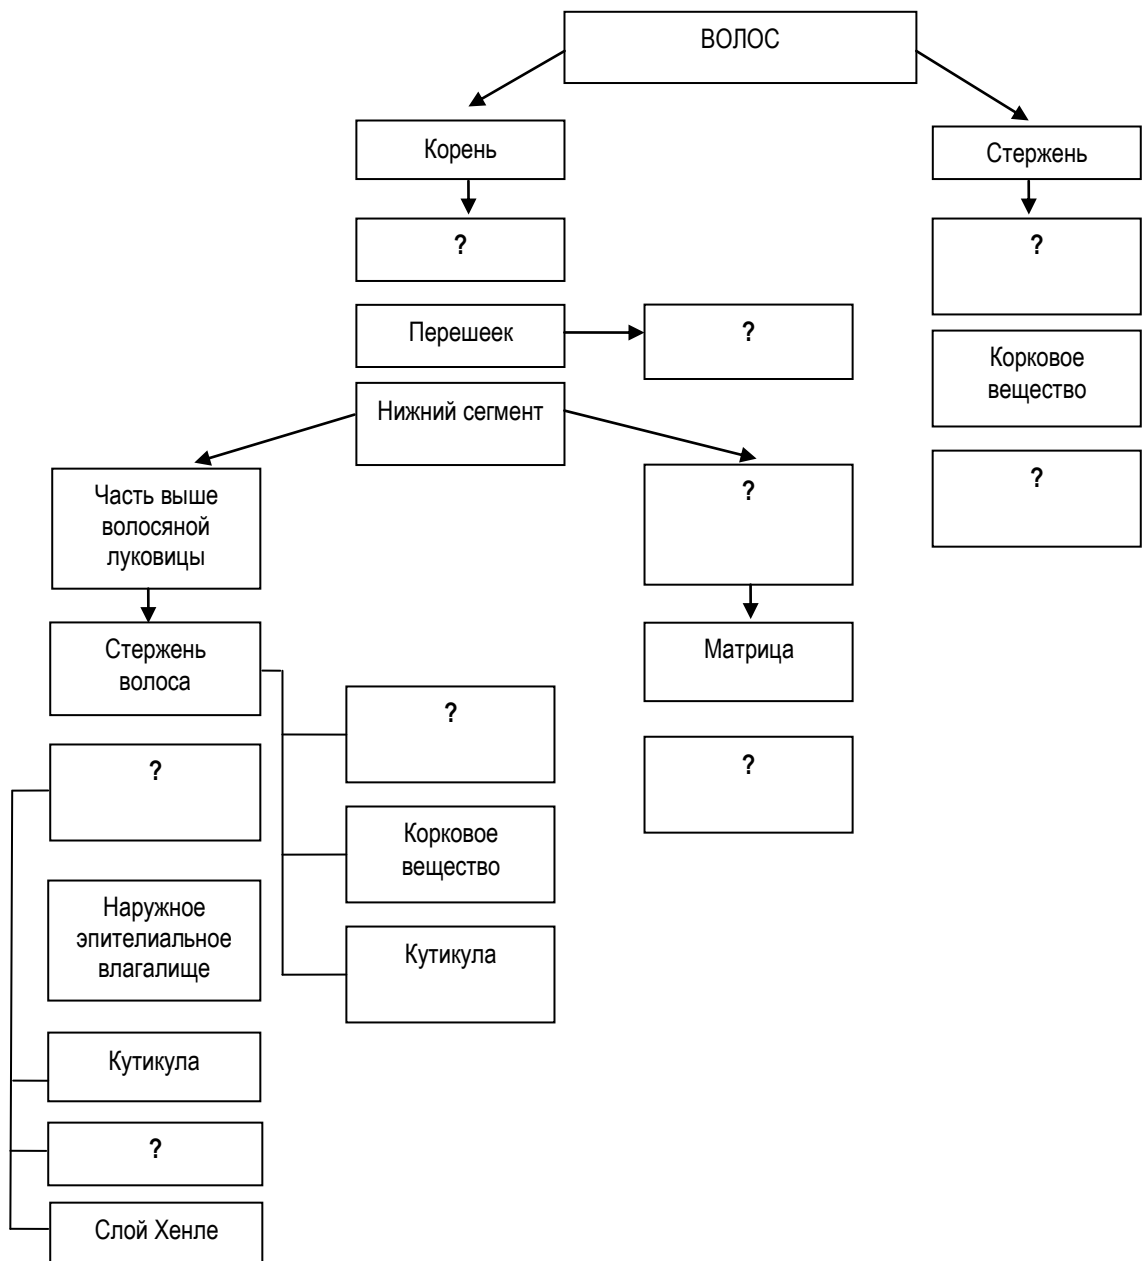 ВОЛОС
Корень
Стержень
?
?
Перешеек
?
Корковое
вещество
Нижний сегмент
?
?
Часть выше
волосяной
луковицы
Стержень
волоса
Матрица
?
?
?
Корковое
вещество
Наружное
эпителиальное
влагалище
Кутикула
Кутикула
?
Слой Хенле